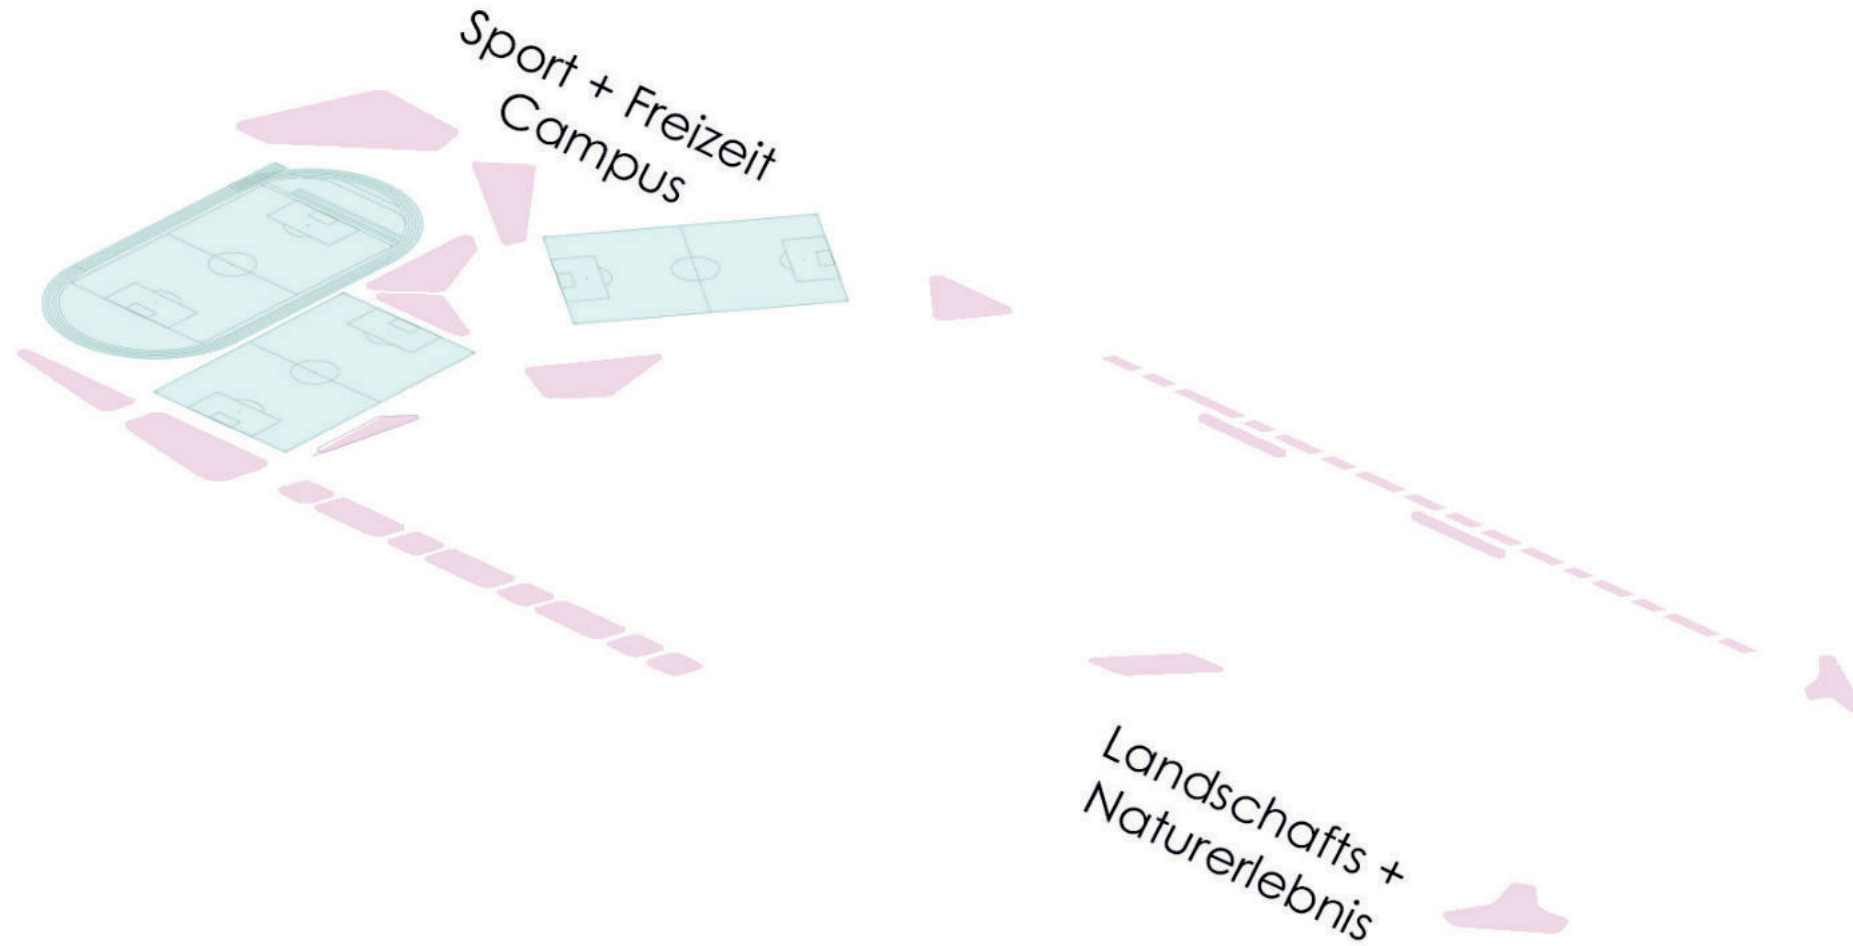 Sport + Freizeit
Campus
Landschafts +
Naturerlebnis